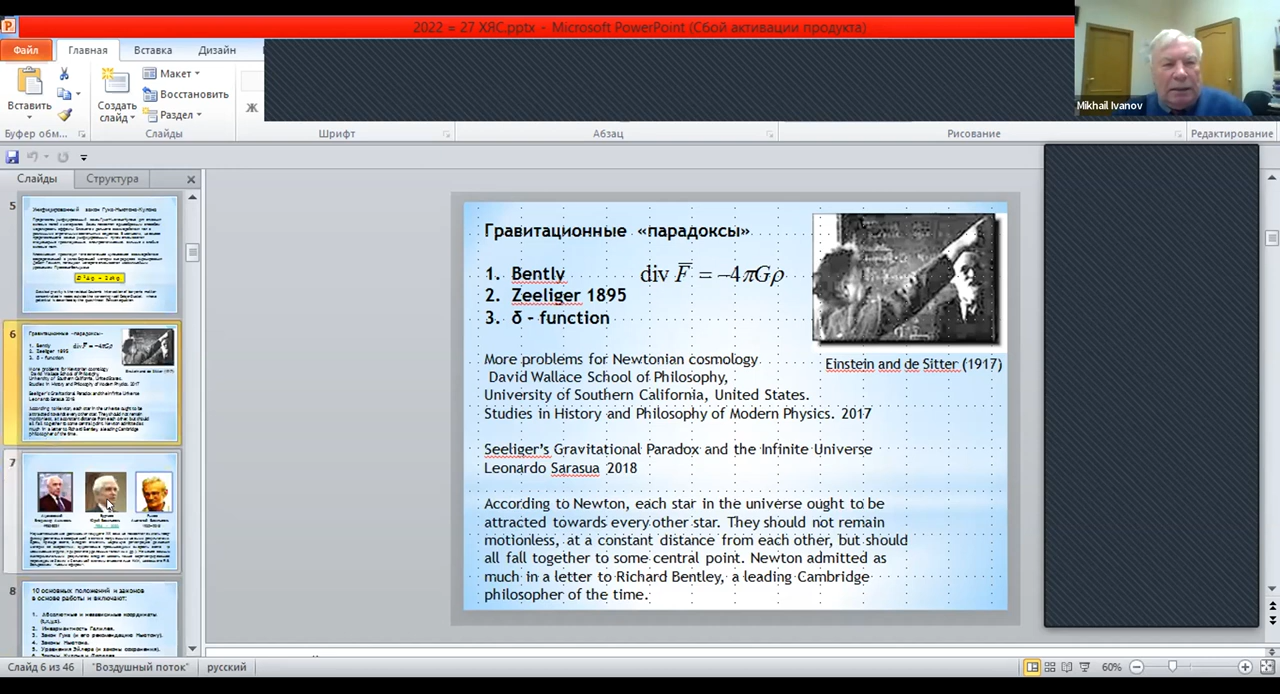 2022 = 27 ХЯС.pptx - Microsoft PowerPoint (Сбой активации продукта)
Mikhail Ivanov
Файл Главная Вставка Дизайн
Вставить
Создать слайд
Макет
Восстановить
Раздел
Ж
Буфер обм... Слайды Шрифт Абзац Рисование Редактирование
Слайды Структура
5
6
Гравитационные «парадоксы»
7
8
10 основных положений и законов
в основе работы и включают:
Гравитационные «парадоксы»
1. Bently
div F̅ = −4πGρ
2. Zeeliger 1895
3. δ - function
Einstein and de Sitter (1917)
More problems for Newtonian cosmology
David Wallace School of Philosophy,
University of Southern California, United States.
Studies in History and Philosophy of Modern Physics. 2017
Seeliger's Gravitational Paradox and the Infinite Universe
Leonardo Sarasua 2018
According to Newton, each star in the universe ought to be
attracted towards every other star. They should not remain
motionless, at a constant distance from each other, but should
all fall together to some central point. Newton admitted as
much in a letter to Richard Bentley, a leading Cambridge
philosopher of the time.
Слайд 6 из 46 "Воздушный поток" русский 60%